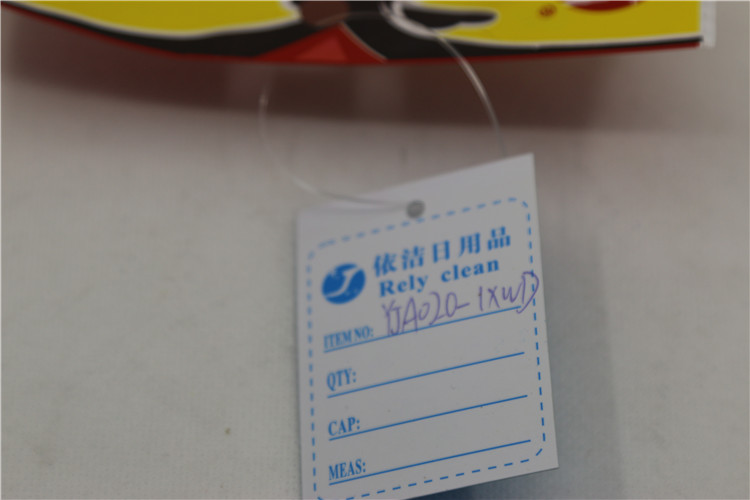 依洁日用品
Rely clean
ITEM NO: YJA020-1XWD
QTY:
CAP:
MEAS: